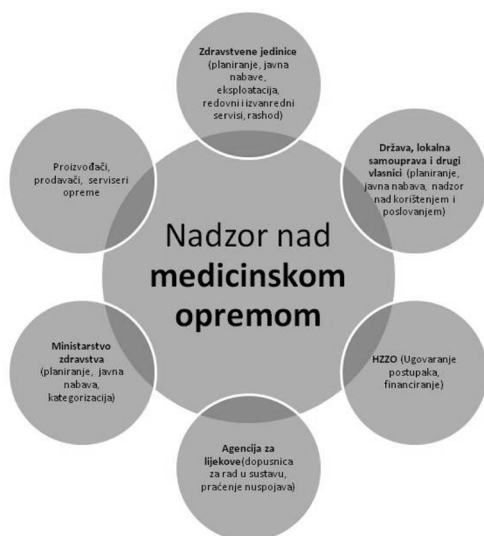 Zdravstvene jedinice
(planiranje, javna
nabave,
eksploatacija,
redovni i izvanredni
servisi, rashod)
Država, lokalna
samouprava i drugi
vlasnici (planiranje,
javna nabava, nadzor
nad korištenjem i
poslovanjem)
HZZO (Ugovaranje
postupaka,
financiranje)
Agencija za
lijekove(dopusnica
za rad u sustavu,
praćenje nuspojava)
Ministarstvo
zdravstva
(planiranje, javna
nabava,
kategorizacija)
Proizvođači,
prodavači, serviseri
opreme
Nadzor nad
medicinskom
opremom